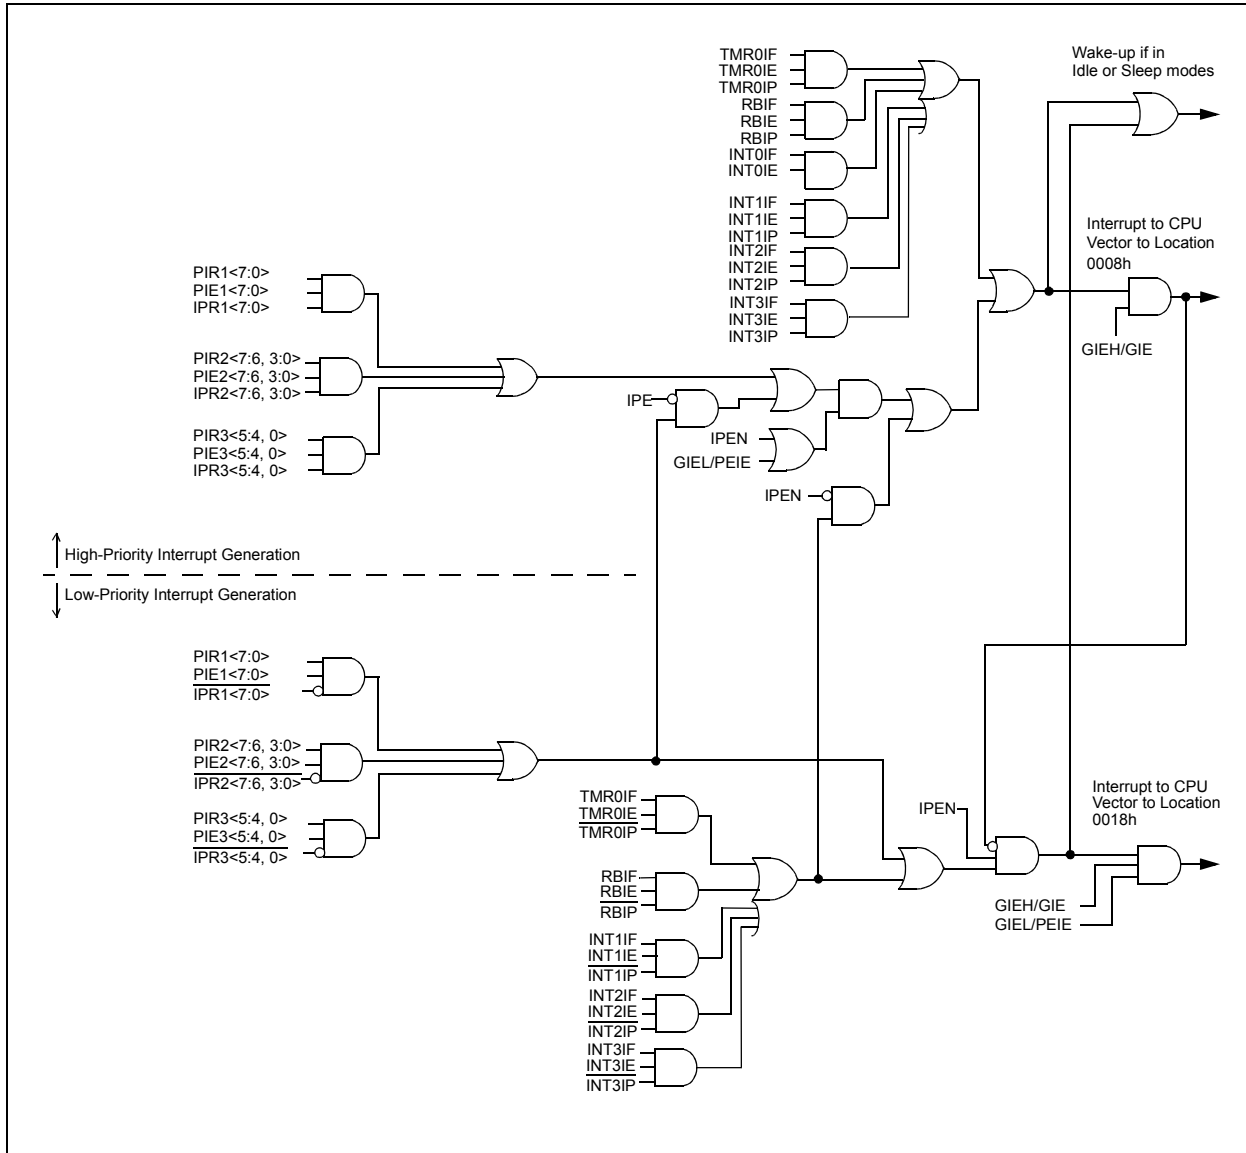 TMR0IF
TMR0IE
TMR0IP
RBIF
RBIE
RBIP
INT0IF
INT0IE
INT1IF
INT1IE
INT1IP
INT2IF
INT2IE
INT2IP
INT3IF
INT3IE
INT3IP
Wake-up if in
Idle or Sleep modes
Interrupt to CPU
Vector to Location
0008h
GIEH/GIE
PIR1<7:0>
PIE1<7:0>
IPR1<7:0>
PIR2<7:6, 3:0>
PIE2<7:6, 3:0>
IPR2<7:6, 3:0>
PIR3<5:4, 0>
PIE3<5:4, 0>
IPR3<5:4, 0>
IPE
IPEN
GIEL/PEIE
IPEN
High-Priority Interrupt Generation
Low-Priority Interrupt Generation
PIR1<7:0>
PIE1<7:0>
IPR1<7:0>
PIR2<7:6, 3:0>
PIE2<7:6, 3:0>
IPR2<7:6, 3:0>
PIR3<5:4, 0>
PIE3<5:4, 0>
IPR3<5:4, 0>
TMR0IF
TMR0IE
TMR0IP
RBIF
RBIE
RBIP
INT1IF
INT1IE
INT1IP
INT2IF
INT2IE
INT2IP
INT3IF
INT3IE
INT3IP
IPEN
Interrupt to CPU
Vector to Location
0018h
GIEH/GIE
GIEL/PEIE